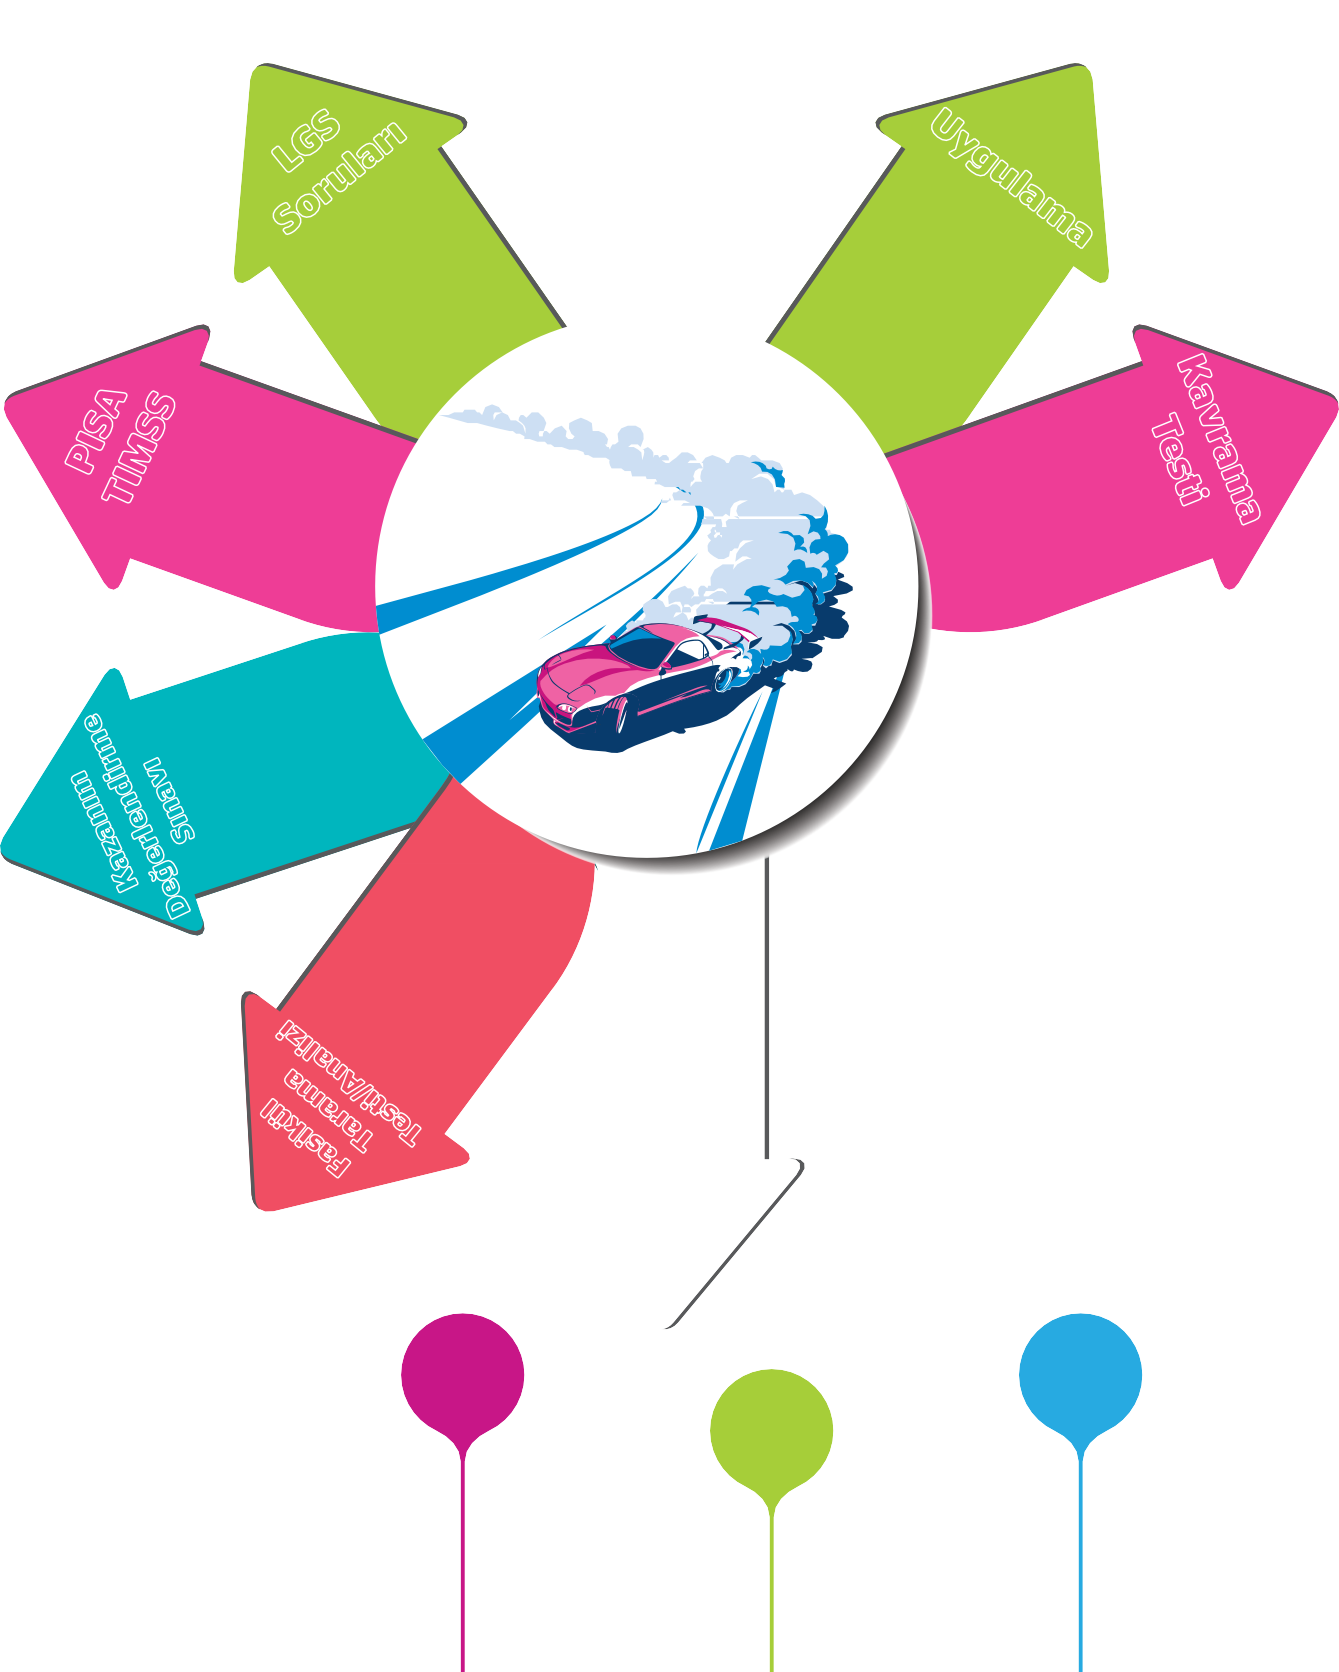 LGS
Soruları
Uygulama
PISA
TIMSS
Kavrama
Testi
Kazanım
Değerlendirme
Sınavı
Fasikül
Tarama
Testi/Analizi